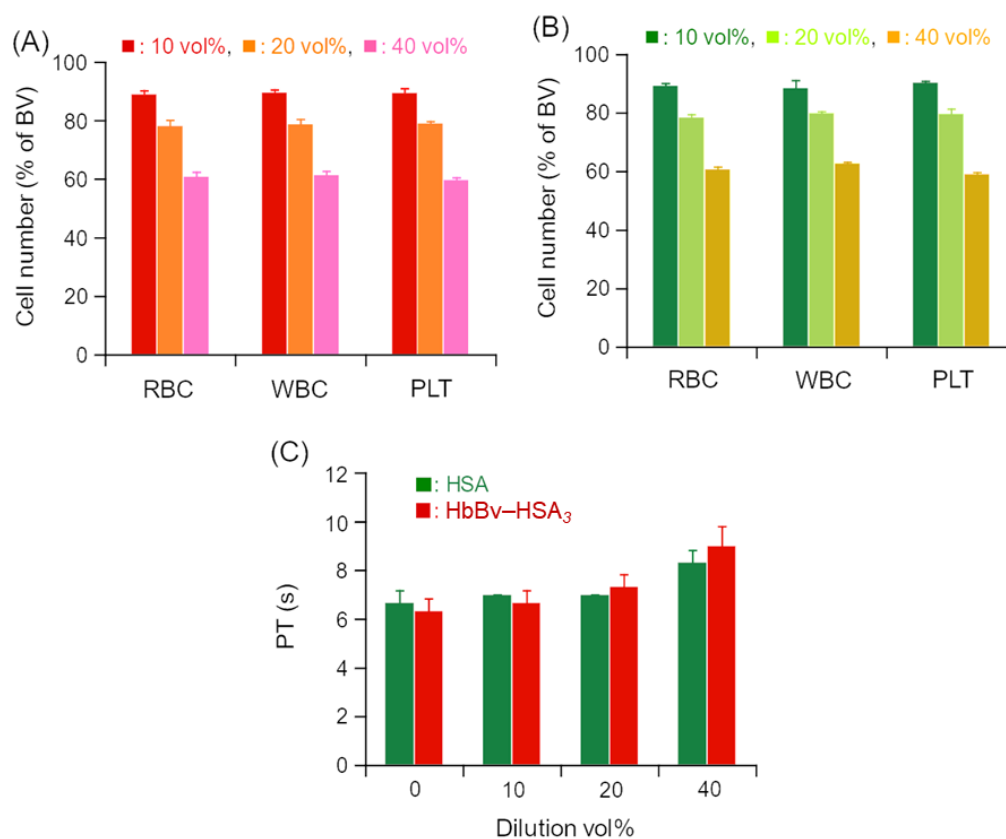 (A)
: 10 vol%, : 20 vol%, : 40 vol%
Cell number (% of BV)
100
80
60
40
20
0
RBC WBC PLT
(B)
: 10 vol%, : 20 vol%, : 40 vol%
Cell number (% of BV)
100
80
60
40
20
0
RBC WBC PLT
(C)
: HSA
: HbBv–HSA₃
PT (s)
12
10
8
6
4
2
0
0 10 20 40
Dilution vol%